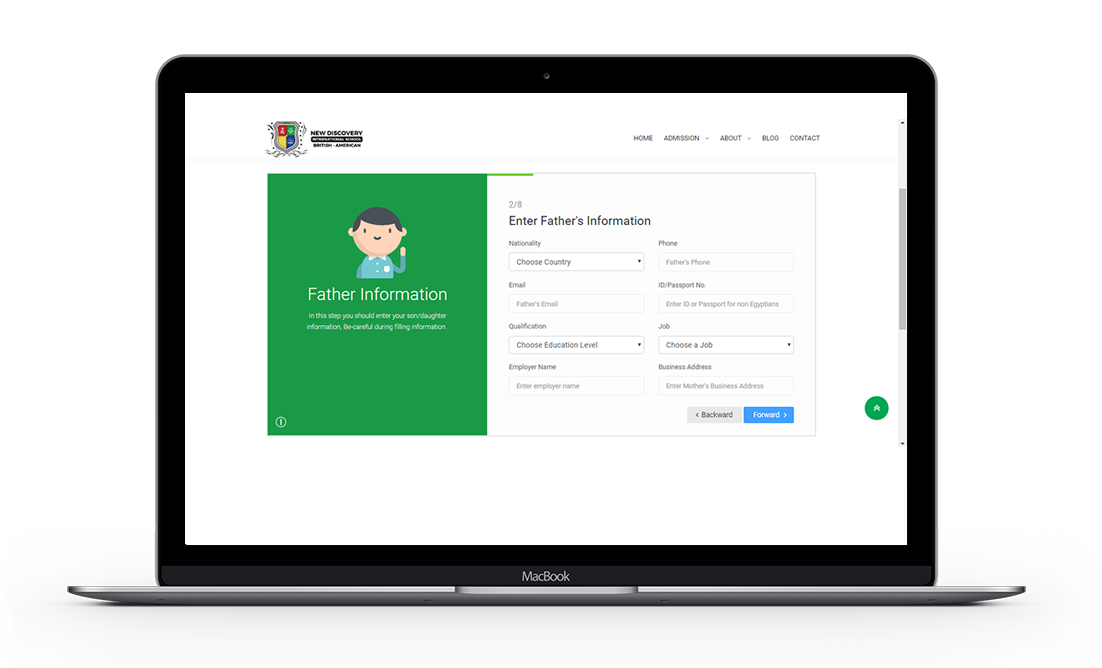 NEW DISCOVERY
INTERNATIONAL SCHOOL
BRITISH - AMERICAN
HOME ADMISSION ABOUT BLOG CONTACT
Father Information
In this step you should enter your son/daughter
information, Be-careful during filling information .
2/8
Enter Father's Information
Nationality Phone
Choose Country Father's Phone
Email ID/Passport No.
Father's Email Enter ID or Passport for non Egyptians
Qualification Job
Choose Education Level Choose a Job
Employer Name Business Address
Enter employer name Enter Mother's Business Address
Backward Forward
MacBook